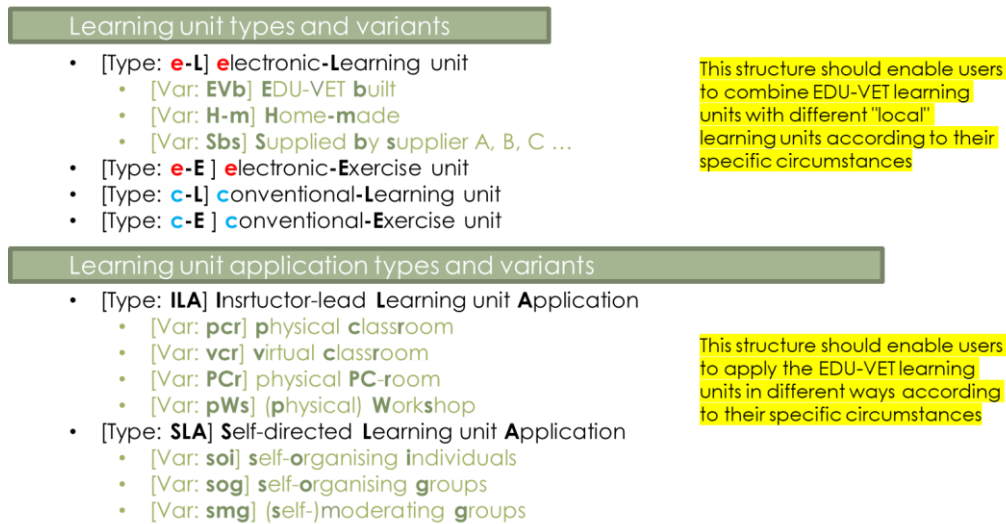 Learning unit types and variants
• [Type: e-L] electronic-Learning unit
• [Var: EVb] EDU-VET built
• [Var: H-m] Home-made
• [Var: Sbs] Supplied by supplier A, B, C ...
• [Type: e-E ] electronic-Exercise unit
• [Type: c-L] conventional-Learning unit
• [Type: c-E ] conventional-Exercise unit
This structure should enable users
to combine EDU-VET learning
units with different "local"
learning units according to their
specific circumstances
Learning unit application types and variants
• [Type: ILA] Insrtuctor-lead Learning unit Application
• [Var: pcr] physical classroom
• [Var: vcr] virtual classroom
• [Var: PCr] physical PC-room
• [Var: pWs] (physical) Workshop
• [Type: SLA] Self-directed Learning unit Application
• [Var: soi] self-organising individuals
• [Var: sog] self-organising groups
• [Var: smg] (self-)moderating groups
This structure should enable users
to apply the EDU-VET learning
units in different ways according
to their specific circumstances